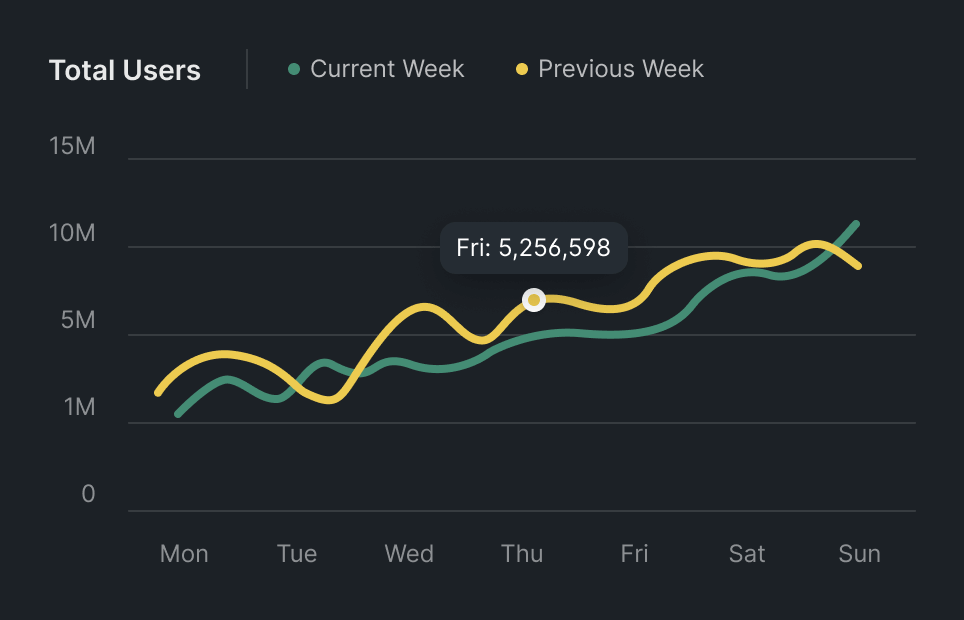 Total Users
Current Week
Previous Week
15M
10M
Fri: 5,256,598
5M
1M
0
Mon Tue Wed Thu Fri Sat Sun